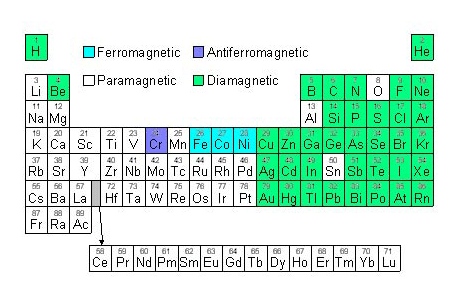 1 2
H Ferromagnetic Antiferromagnetic He
3 4 Paramagnetic Diamagnetic 5 6 7 8 9 10
Li Be B C N O F Ne
11 12 13 14 15 16 17 18
Na Mg Al Si P S Cl Ar
19 20 21 22 23 24 25 26 27 28 29 30 31 32 33 34 35 36
K Ca Sc Ti V Cr Mn Fe Co Ni Cu Zn Ga Ge As Se Br Kr
37 38 39 40 41 42 43 44 45 46 47 48 49 50 51 52 53 54
Rb Sr Y Zr Nb Mo Tc Ru Rh Pd Ag Cd In Sn Sb Te I Xe
55 56 57 72 73 74 75 76 77 78 79 80 81 82 83 84 85 86
Cs Ba La Hf Ta W Re Os Ir Pt Au Hg Tl Pb Bi Po At Rn
87 88 89
Fr Ra Ac
58 59 60 61 62 63 64 65 66 67 68 69 70 71
Ce Pr Nd Pm Sm Eu Gd Tb Dy Ho Er Tm Yb Lu